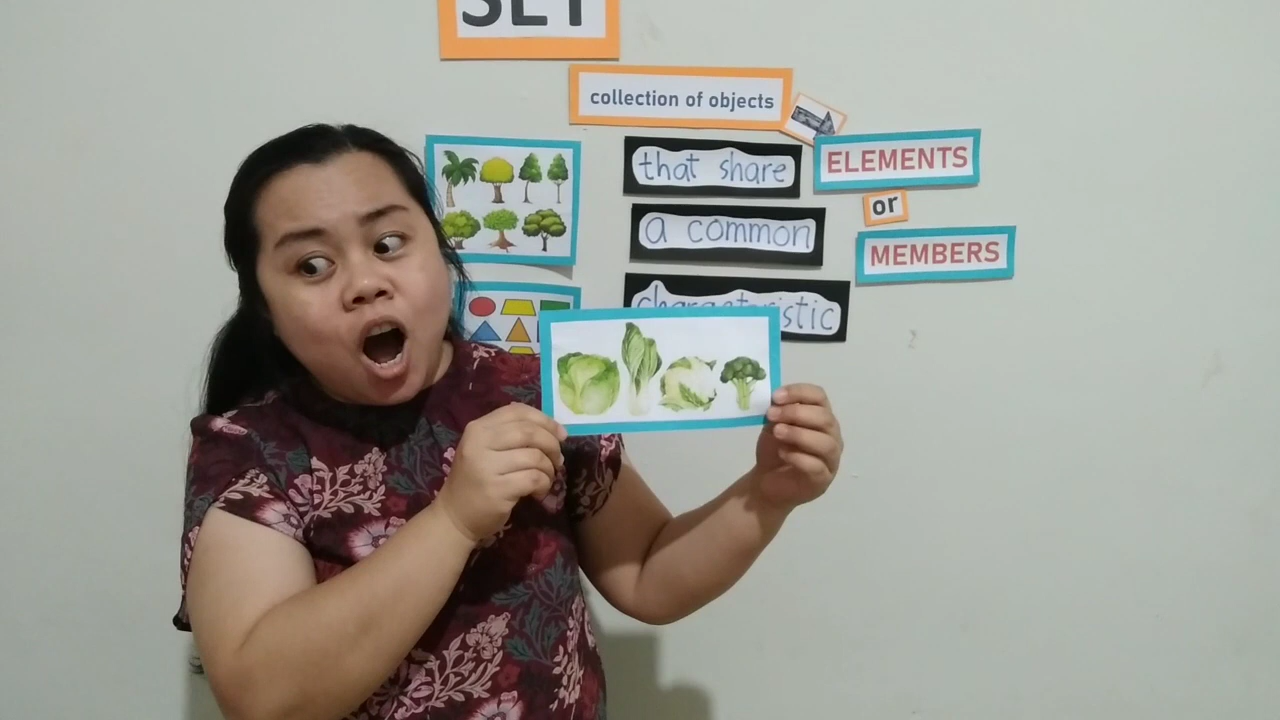 SET
collection of objects
that share
a common
characteristic
ELEMENTS
or
MEMBERS